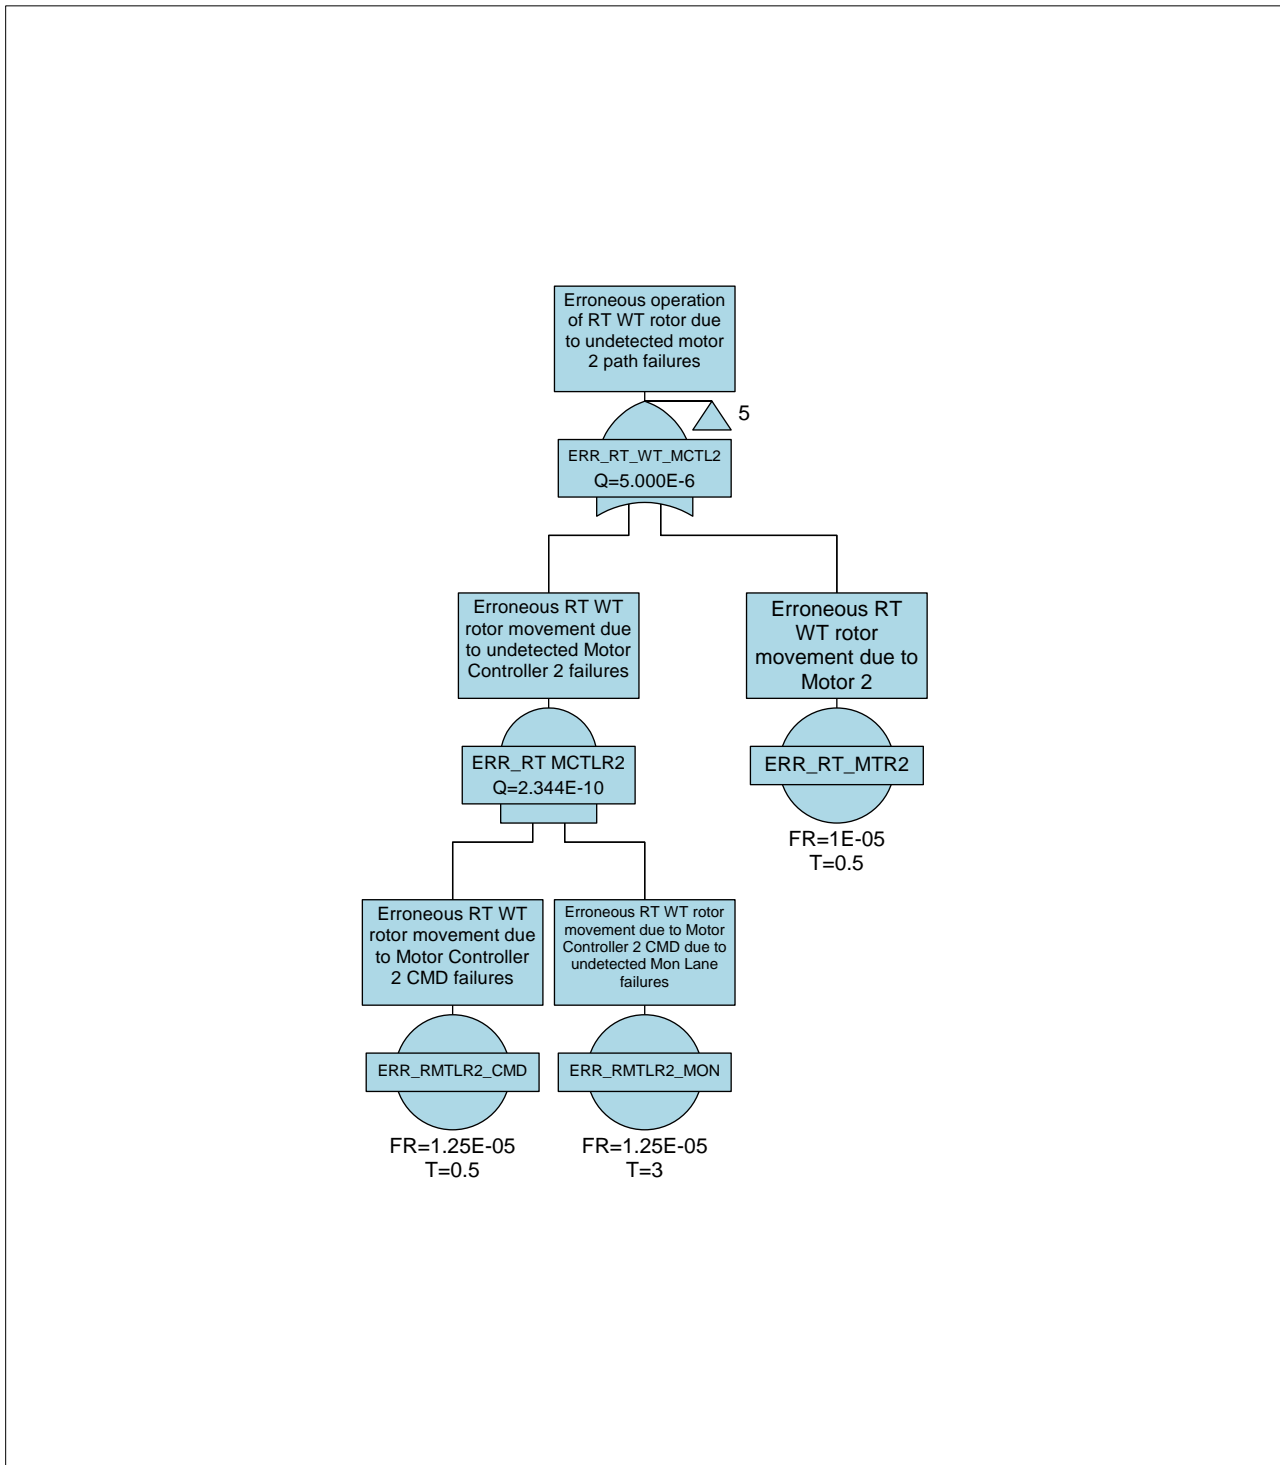 Erroneous operation
of RT WT rotor due
to undetected motor
2 path failures
5
ERR_RT_WT_MCTL2
Q=5.000E-6
Erroneous RT WT
rotor movement due
to undetected Motor
Controller 2 failures
Erroneous RT
WT rotor
movement due to
Motor 2
ERR_RT MCTLR2
Q=2.344E-10
ERR_RT_MTR2
FR=1E-05
T=0.5
Erroneous RT WT
rotor movement due
to Motor Controller
2 CMD failures
Erroneous RT WT rotor
movement due to Motor
Controller 2 CMD due to
undetected Mon Lane
failures
ERR_RMTLR2_CMD
FR=1.25E-05
T=0.5
ERR_RMTLR2_MON
FR=1.25E-05
T=3